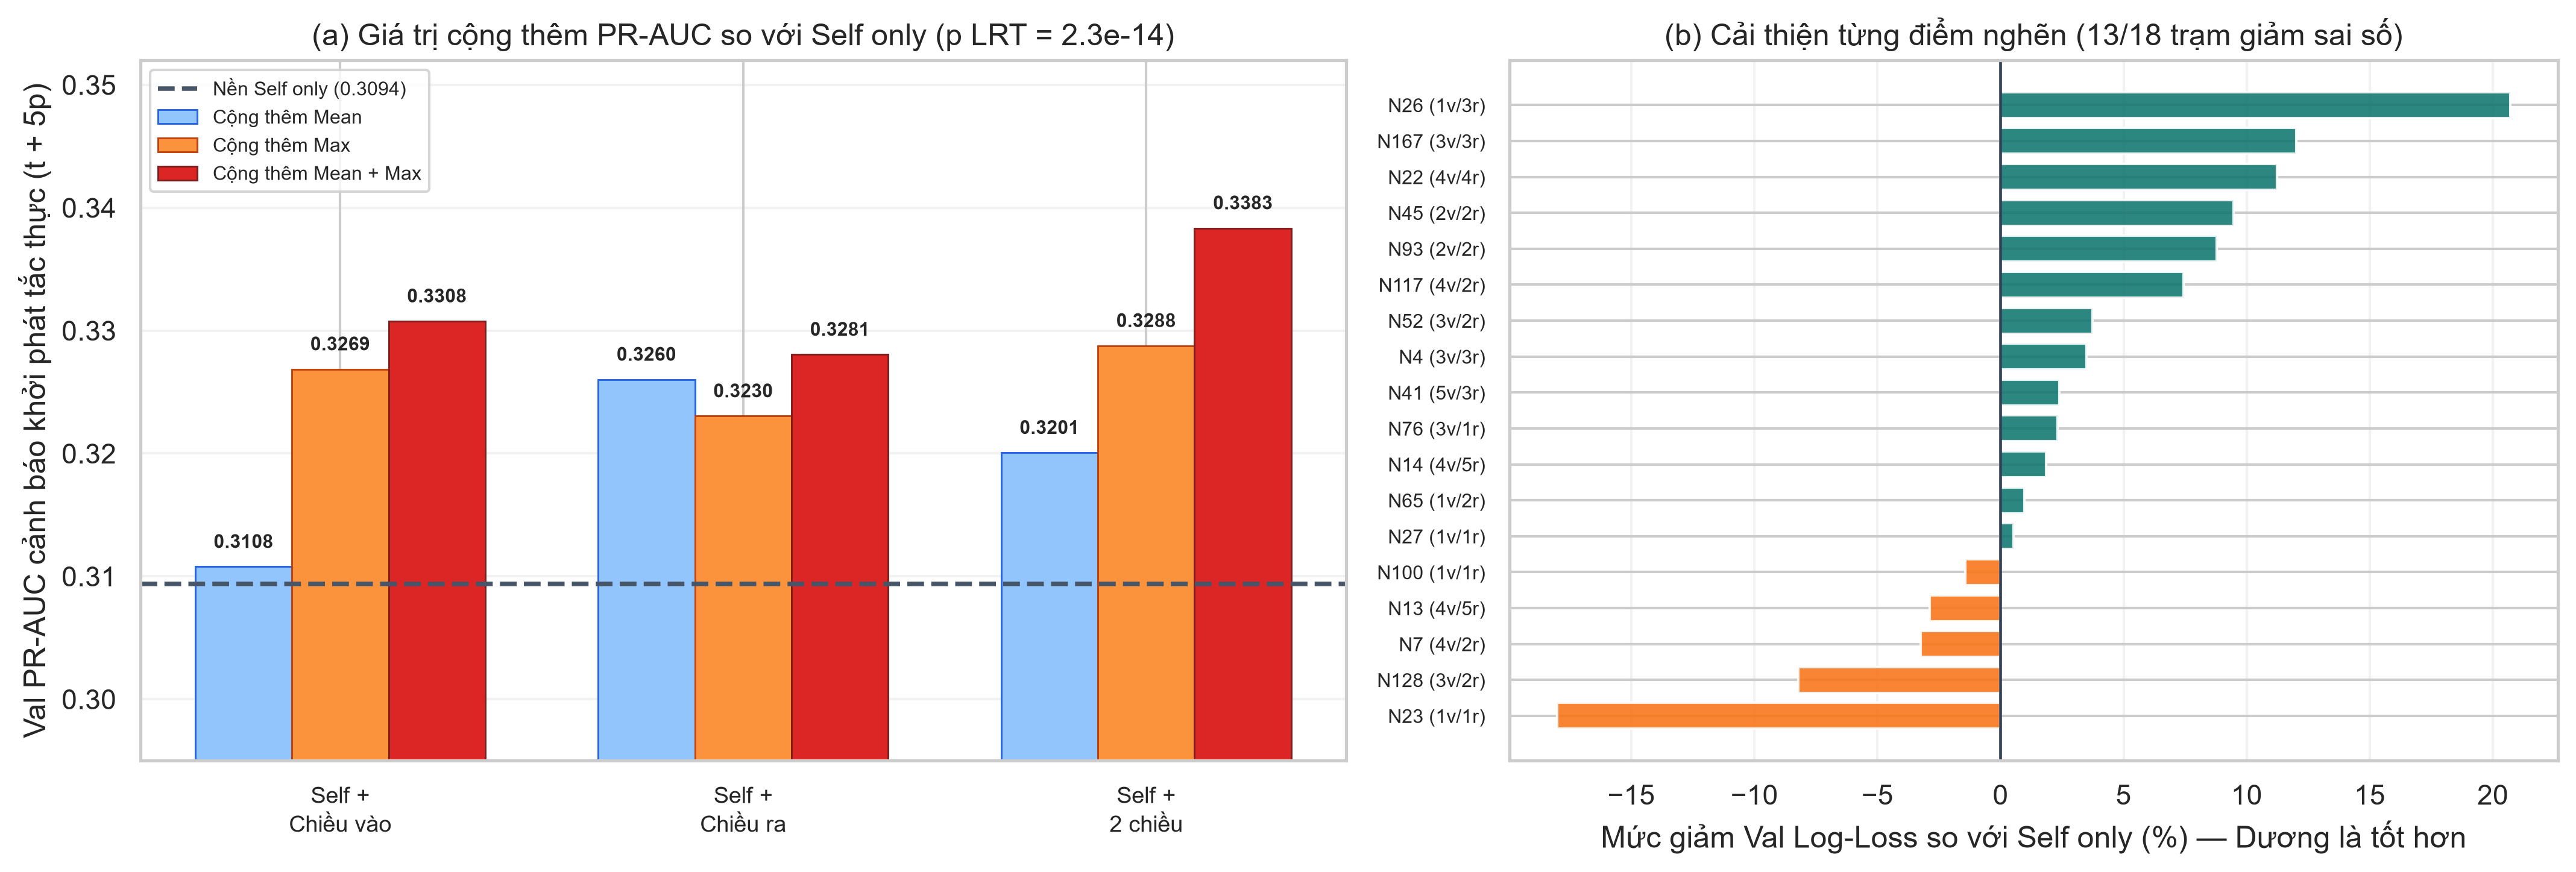 (a) Giá trị cộng thêm PR-AUC so với Self only (p LRT = 2.3e-14)
Val PR-AUC cảnh báo khởi phát tắc thực (t + 5p)
0.35
0.34
0.33
0.32
0.31
0.30
Nền Self only (0.3094)
Cộng thêm Mean
Cộng thêm Max
Cộng thêm Mean + Max
0.3108
0.3269
0.3308
0.3260
0.3230
0.3281
0.3201
0.3288
0.3383
Self +
Chiều vào
Self +
Chiều ra
Self +
2 chiều
(b) Cải thiện từng điểm nghẽn (13/18 trạm giảm sai số)
N26 (1v/3r)
N167 (3v/3r)
N22 (4v/4r)
N45 (2v/2r)
N93 (2v/2r)
N117 (4v/2r)
N52 (3v/2r)
N4 (3v/3r)
N41 (5v/3r)
N76 (3v/1r)
N14 (4v/5r)
N65 (1v/2r)
N27 (1v/1r)
N100 (1v/1r)
N13 (4v/5r)
N7 (4v/2r)
N128 (3v/2r)
N23 (1v/1r)
−15 −10 −5 0 5 10 15 20
Mức giảm Val Log-Loss so với Self only (%) — Dương là tốt hơn